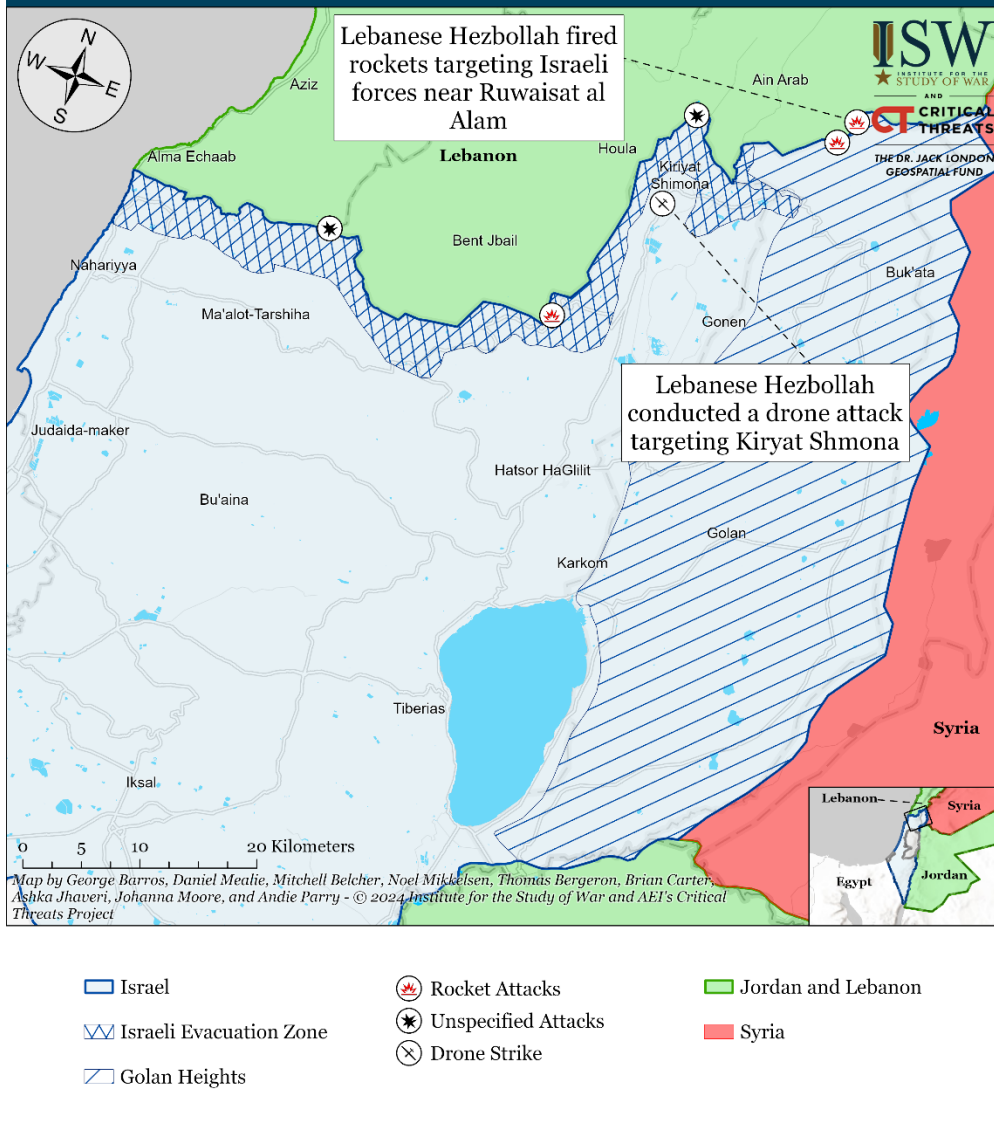 N
W
E
S
Lebanese Hezbollah fired
rockets targeting Israeli
forces near Ruwaisat al
Alam
ISW
INSTITUTE FOR THE
STUDY OF WAR
AND
CT CRITICAL
THREATS
THE DR. JACK LONDON
GEOSPATIAL FUND
Aziz
Ain Arab
Alma Echaab
Lebanon
Houla
Kiriyat
Shimona
Bent Jbail
Nahariyya
Buk'ata
Ma'alot-Tarshiha
Gonen
Lebanese Hezbollah
conducted a drone attack
targeting Kiryat Shmona
Judaida-maker
Hatsor HaGlilit
Bu'aina
Golan
Karkom
Tiberias
Syria
Iksal
0 5 10 20 Kilometers
Map by George Barros, Daniel Mealie, Mitchell Belcher, Noel Mikkelsen, Thomas Bergeron, Brian Carter,
Ashka Jhaveri, Johanna Moore, and Andie Parry - © 2024 Institute for the Study of War and AEI's Critical
Threats Project
Lebanon
Syria
Egypt
Jordan
Israel
Israeli Evacuation Zone
Golan Heights
Rocket Attacks
Unspecified Attacks
Drone Strike
Jordan and Lebanon
Syria